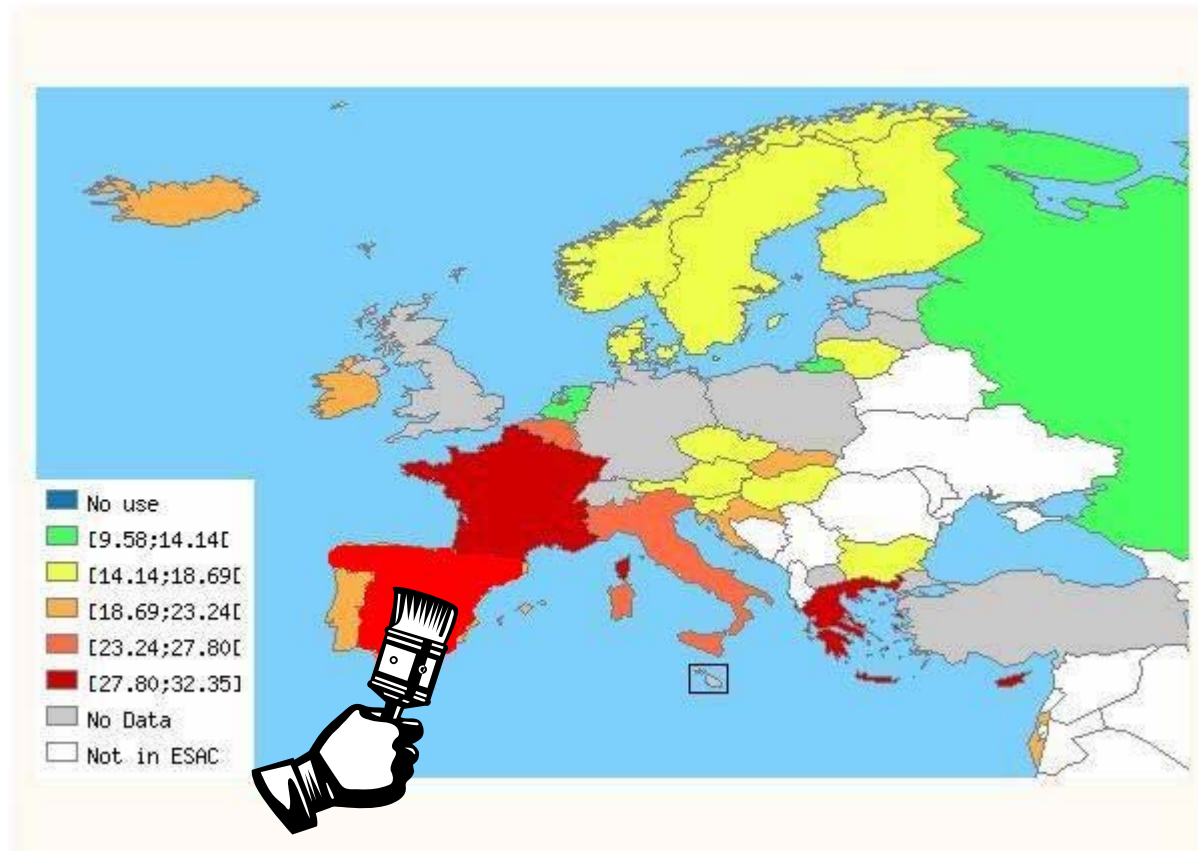 No use
[9.58;14.14[
[14.14;18.69[
[18.69;23.24[
[23.24;27.80[
[27.80;32.35]
No Data
Not in ESAC